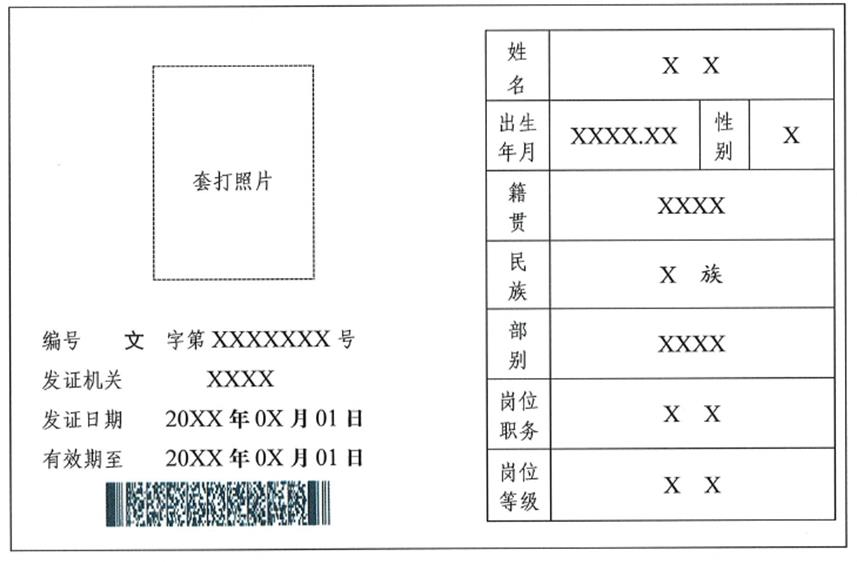 套打照片
编号 文 字第 XXXXXXX 号
发证机关 XXXX
发证日期 20XX 年 0X 月 01 日
有效期至 20XX 年 0X 月 01 日
姓名 X X
出生年月 XXXX.XX 性别 X
籍贯 XXXX
民族 X 族
部别 XXXX
岗位职务 X X
岗位等级 X X